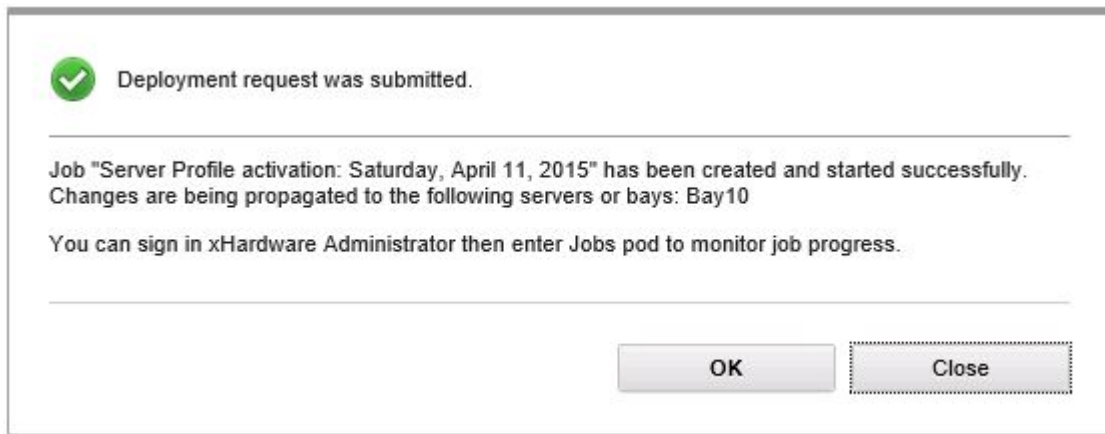 Deployment request was submitted.
Job "Server Profile activation: Saturday, April 11, 2015" has been created and started successfully.
Changes are being propagated to the following servers or bays: Bay10
You can sign in xHardware Administrator then enter Jobs pod to monitor job progress.
OK
Close